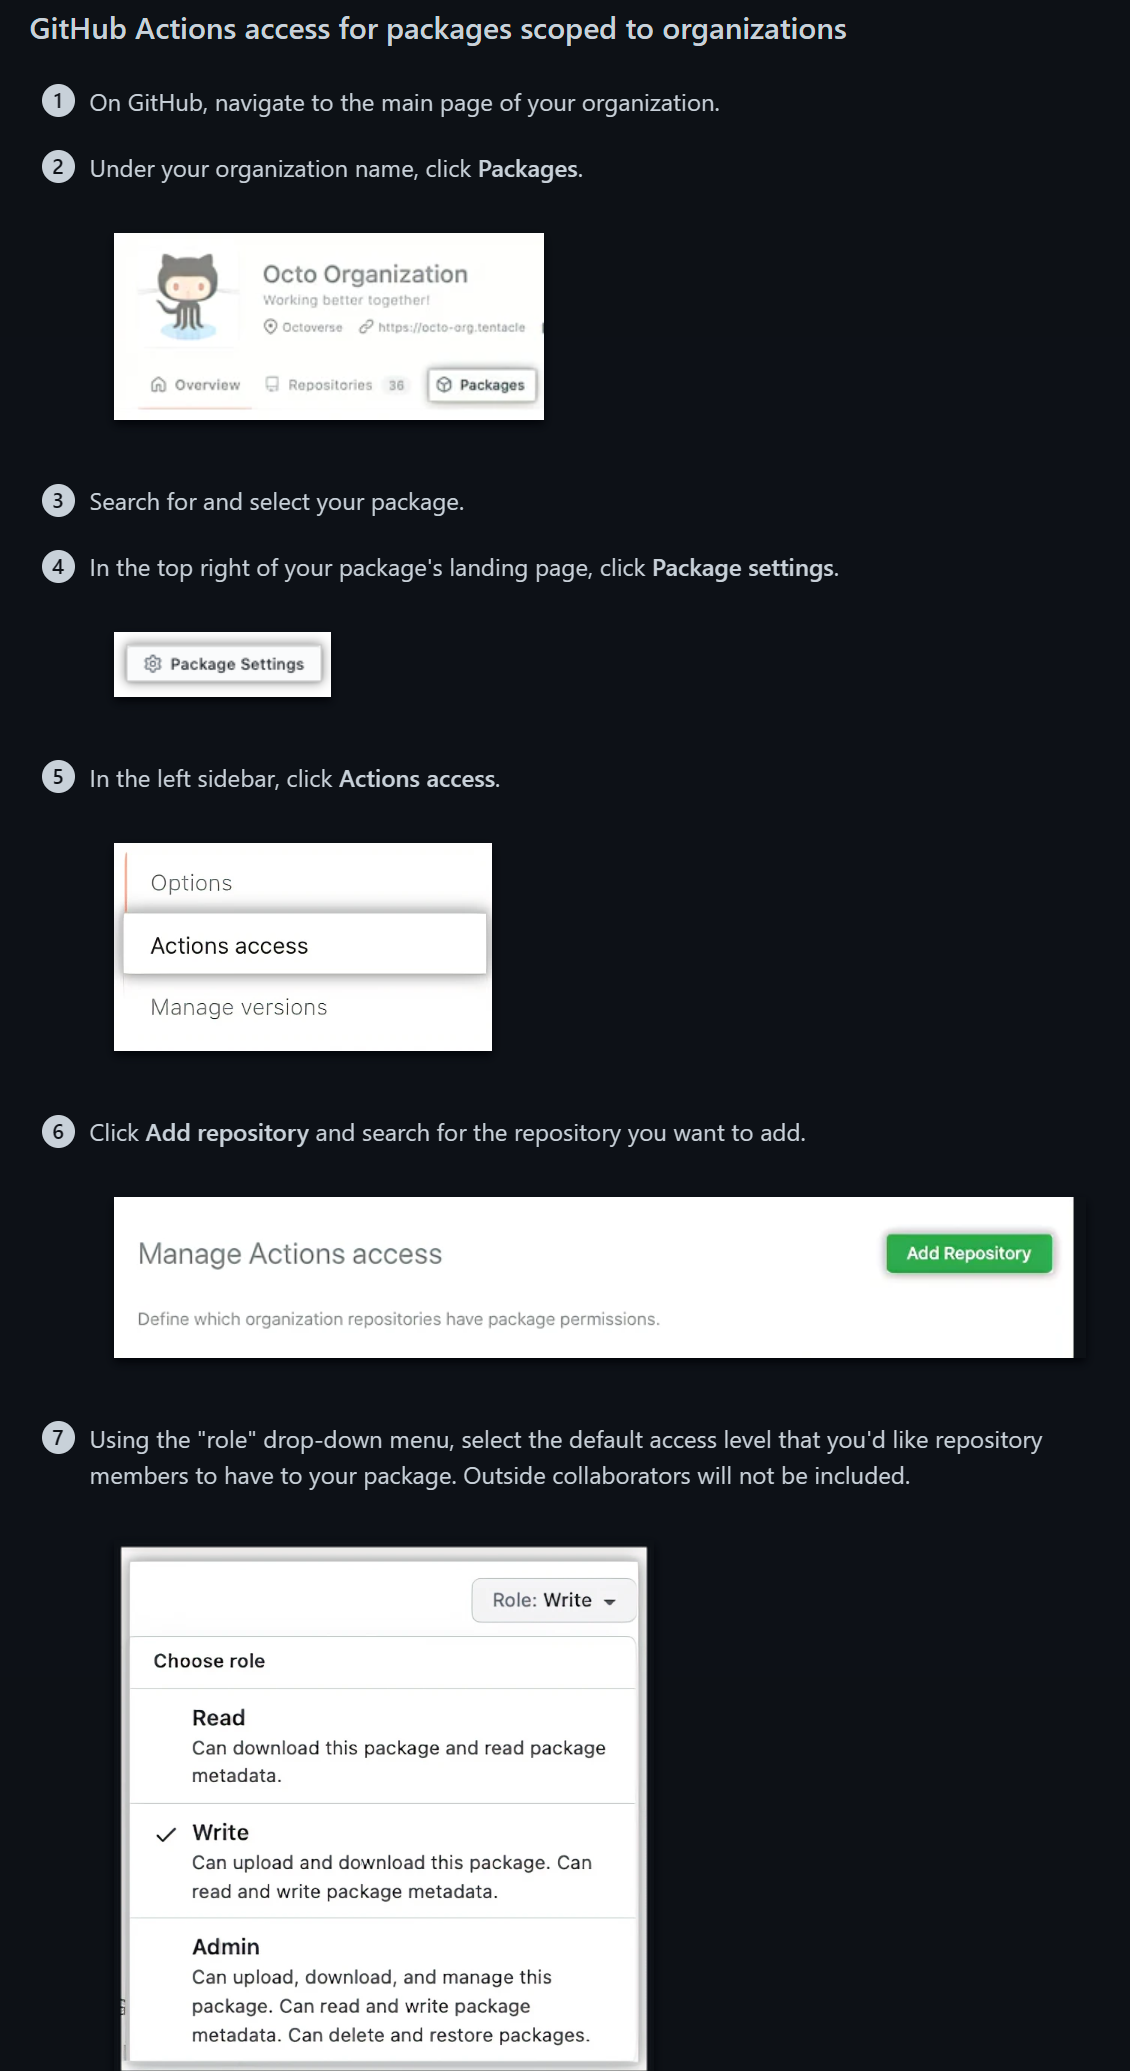 GitHub Actions access for packages scoped to organizations
1 On GitHub, navigate to the main page of your organization.
2 Under your organization name, click Packages.
Octo Organization
Working better together!
Octoverse https://octo-org.tentacle
Overview Repositories 36 Packages
3 Search for and select your package.
4 In the top right of your package's landing page, click Package settings.
Package Settings
5 In the left sidebar, click Actions access.
Options
Actions access
Manage versions
6 Click Add repository and search for the repository you want to add.
Manage Actions access Add Repository
Define which organization repositories have package permissions.
7 Using the "role" drop-down menu, select the default access level that you'd like repository
members to have to your package. Outside collaborators will not be included.
Role: Write
Choose role
Read
Can download this package and read package
metadata.
Write
Can upload and download this package. Can
read and write package metadata.
Admin
Can upload, download, and manage this
package. Can read and write package
metadata. Can delete and restore packages.